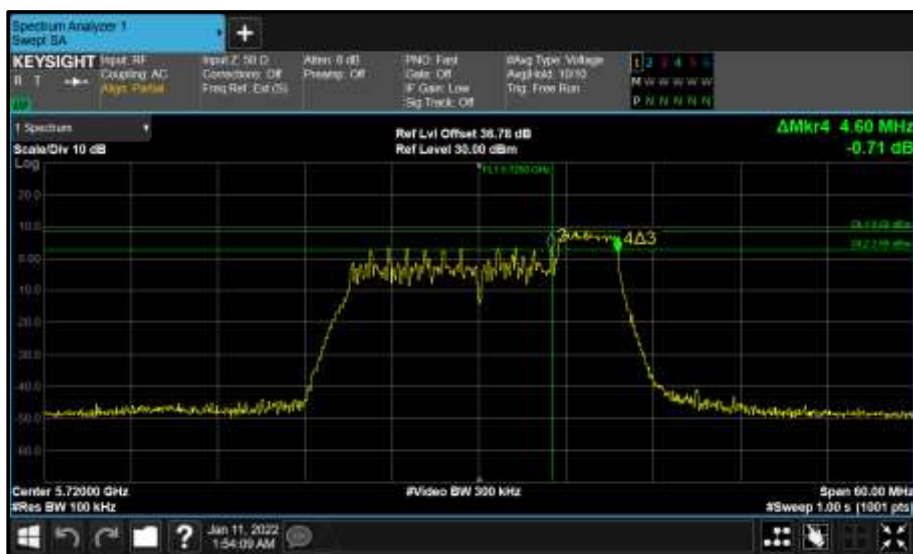 Spectrum Analyzer 1
Swept SA
KEYSIGHT
R T
Input: RF
Coupling: AC
Align: Partial
Input Z: 50 Ω
Corrections: Off
Freq Ref: Ext (S)
Atten: 0 dB
Preamp: Off
PNO: Fast
Gate: Off
IF Gain: Low
Sig Track: Off
#Avg Type: Voltage
Avg|Hold: 10/10
Trig: Free Run
1 2 3 4 5 6
M W W W W W
P N N N N N
1 Spectrum
Scale/Div 10 dB
Ref Lvl Offset 36.78 dB
Ref Level 30.00 dBm
ΔMkr4 4.60 MHz
-0.71 dB
Log
20.0
10.0
0.00
-10.0
-20.0
-30.0
-40.0
-50.0
-60.0
4Δ3
Center 5.72000 GHz
#Res BW 100 kHz
#Video BW 300 kHz
Span 60.00 MHz
#Sweep 1.00 s (1001 pts)
Jan 11, 2022
1:54:09 AM